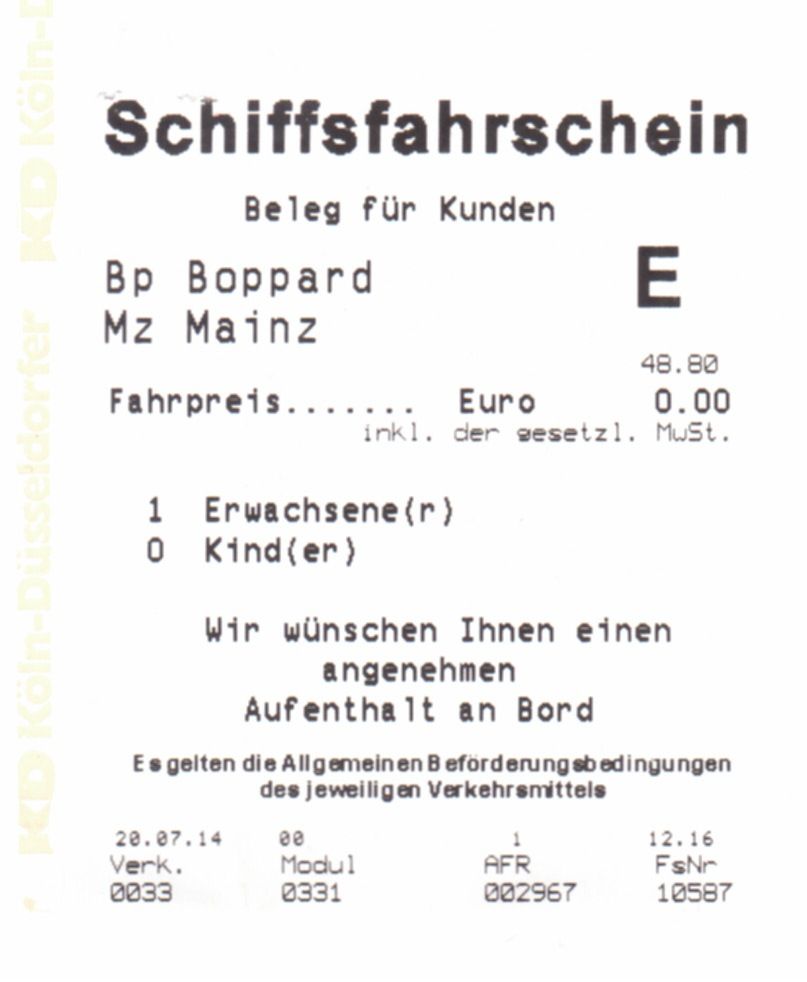 Schiffsfahrschein
Beleg für Kunden
Bp Boppard E
Mz Mainz
48.80
Fahrpreis....... Euro 0.00
inkl. der gesetzl. MwSt.
1 Erwachsene(r)
0 Kind(er)
Wir wünschen Ihnen einen
angenehmen
Aufenthalt an Bord
Es gelten die Allgemeinen Beförderungsbedingungen
des jeweiligen Verkehrsmittels
20.07.14 00 1 12.16
Verk. Modul AFR FsNr
0033 0331 002967 10587
KD Köln-Düsseldorfer KD Köln-D